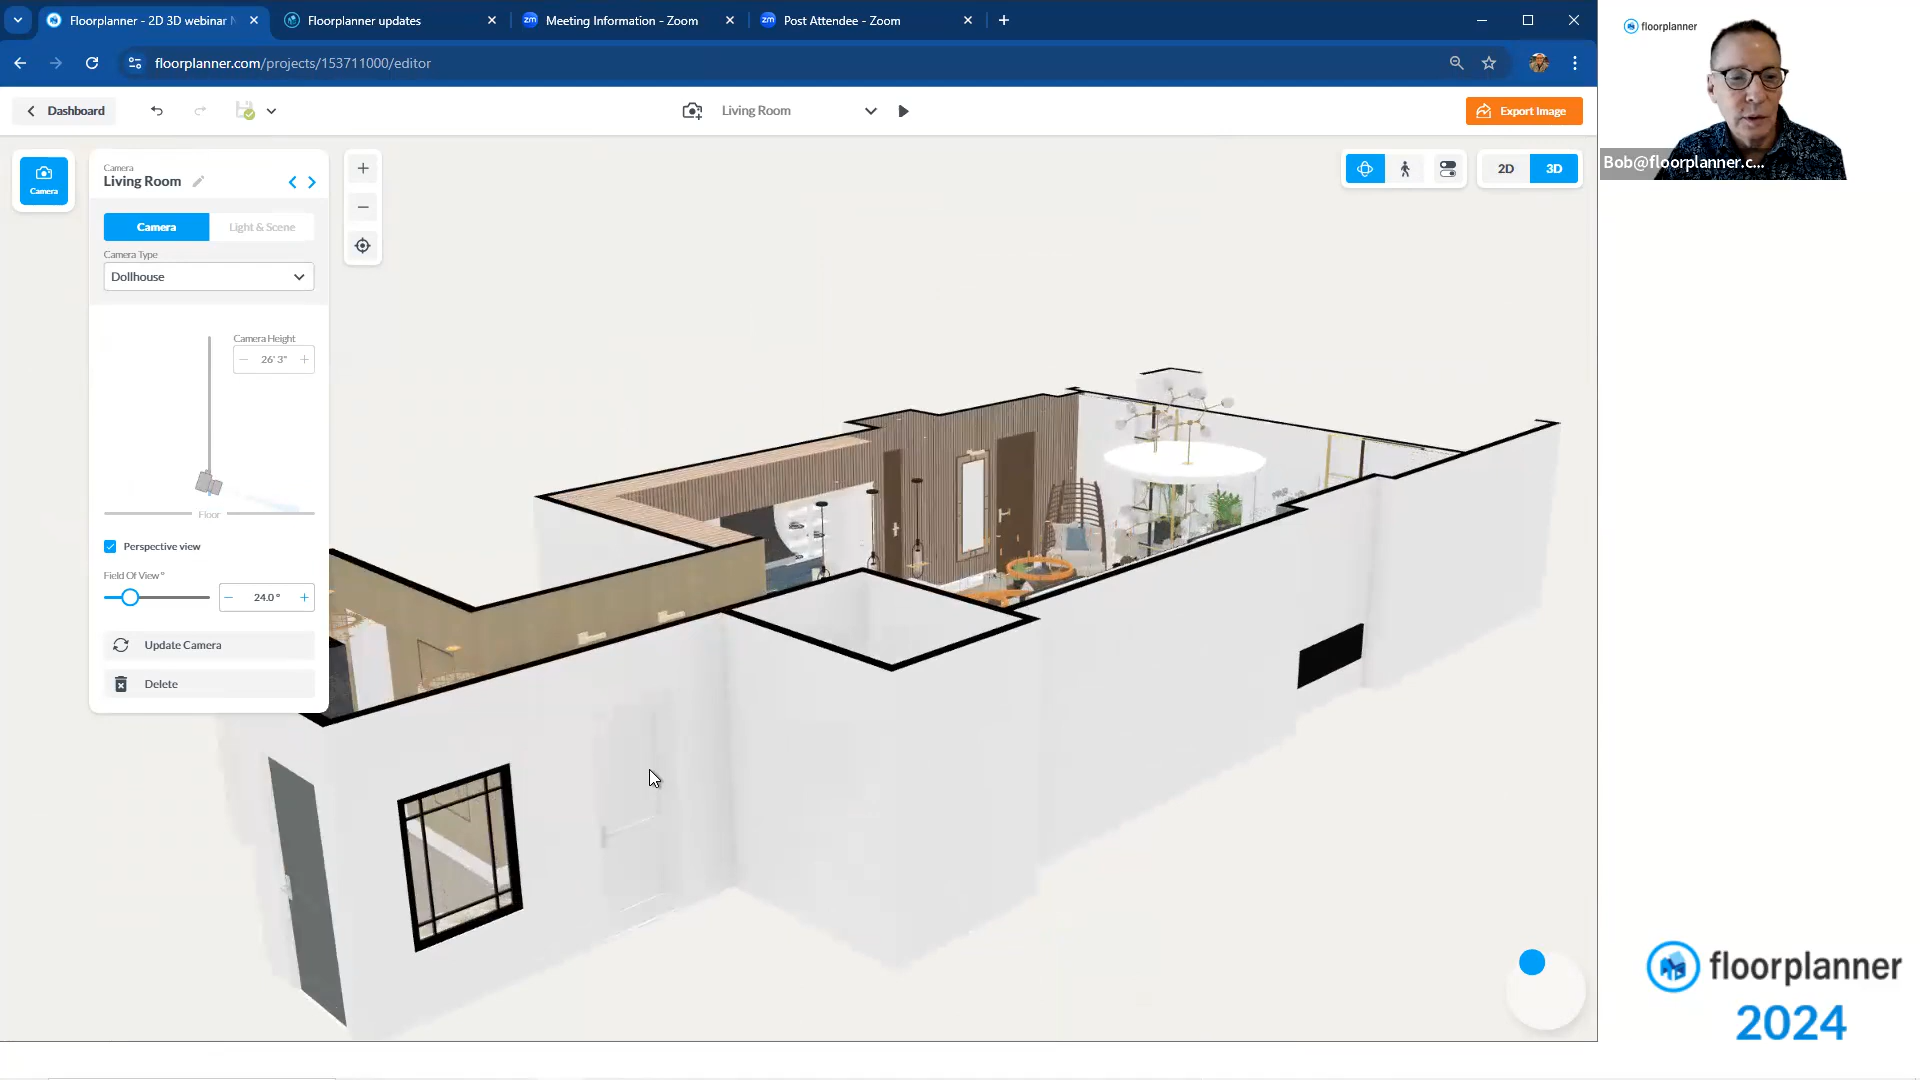 Floorplanner - 2D 3D webinar
Floorplanner updates
Meeting Information - Zoom
Post Attendee - Zoom
floorplanner.com/projects/153711000/editor
Dashboard
Living Room
Export Image
Camera
Camera
Living Room
Camera
Light & Scene
Camera Type
Dollhouse
Camera Height
26' 3"
Floor
Perspective view
Field Of View°
24.0 °
Update Camera
Delete
2D
3D
floorplanner
Bob@floorplanner.c...
floorplanner
2024